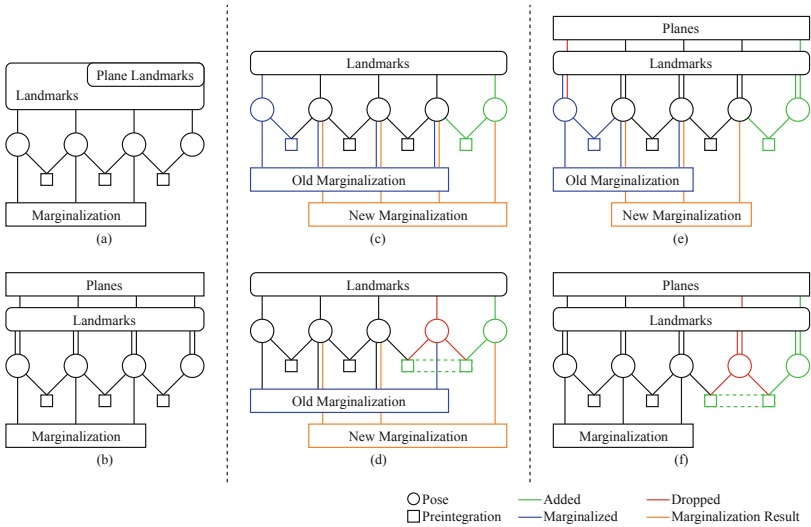 Plane Landmarks
Landmarks
Marginalization
(a)
Planes
Landmarks
Marginalization
(b)
Landmarks
Old Marginalization
New Marginalization
(c)
Landmarks
Old Marginalization
New Marginalization
(d)
Planes
Landmarks
Old Marginalization
New Marginalization
(e)
Planes
Landmarks
Marginalization
(f)
Pose
Added
Dropped
Preintegration
Marginalized
Marginalization Result